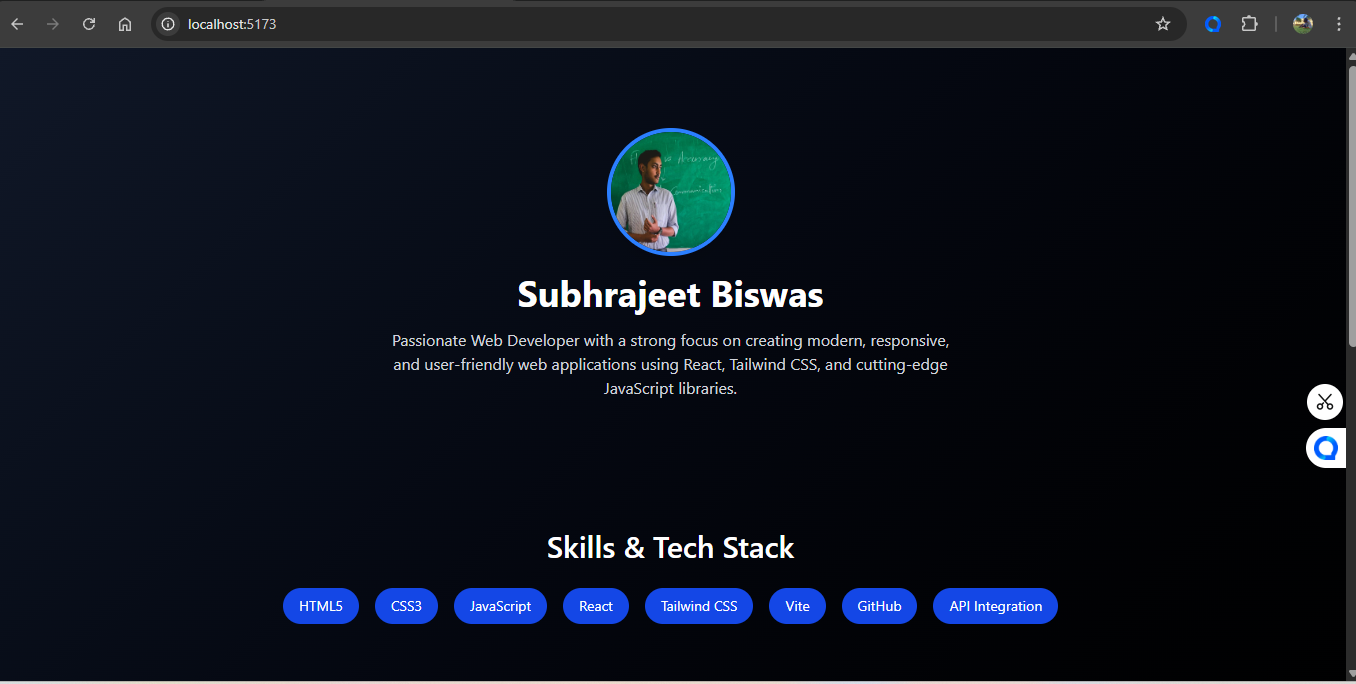 localhost:5173
Communication
Subhrajeet Biswas
Passionate Web Developer with a strong focus on creating modern, responsive,
and user-friendly web applications using React, Tailwind CSS, and cutting-edge
JavaScript libraries.
Skills & Tech Stack
HTML5 CSS3 JavaScript React Tailwind CSS Vite GitHub API Integration